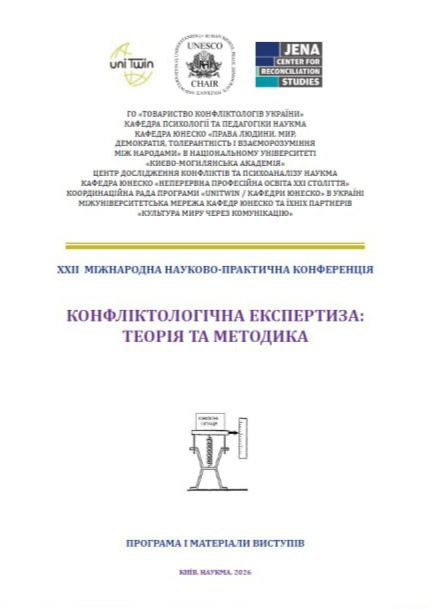 uni Twin
UNESCO
CHAIR
JENA
CENTER FOR
RECONCILIATION
STUDIES
ГО «ТОВАРИСТВО КОНФЛІКТОЛОГІВ УКРАЇНИ»
КАФЕДРА ПСИХОЛОГІЇ ТА ПЕДАГОГІКИ НАУКМА
КАФЕДРА ЮНЕСКО «ПРАВА ЛЮДИНИ. МИР.
ДЕМОКРАТІЯ, ТОЛЕРАНТНІСТЬ І ВЗАЄМОРОЗУМІННЯ
МІЖ НАРОДАМИ» В НАЦІОНАЛЬНОМУ УНІВЕРСИТЕТІ
«КИЄВО-МОГИЛЯНСЬКА АКАДЕМІЯ»
ЦЕНТР ДОСЛІДЖЕННЯ КОНФЛІКТІВ ТА ПСИХОАНАЛІЗУ НАУКМА
КАФЕДРА ЮНЕСКО «НЕПЕРЕРВНА ПРОФЕСІЙНА ОСВІТА ХХІ СТОЛІТТЯ»
КООРДИНАЦІЙНА РАДА ПРОГРАМИ «UNITWIN / КАФЕДРИ ЮНЕСКО» В УКРАЇНІ
МІЖУНІВЕРСИТЕТСЬКА МЕРЕЖА КАФЕДР ЮНЕСКО ТА ЇХНІХ ПАРТНЕРІВ
«КУЛЬТУРА МИРУ ЧЕРЕЗ КОМУНІКАЦІЮ»
XXII МІЖНАРОДНА НАУКОВО-ПРАКТИЧНА КОНФЕРЕНЦІЯ
КОНФЛІКТОЛОГІЧНА ЕКСПЕРТИЗА:
ТЕОРІЯ ТА МЕТОДИКА
ПРОГРАМА І МАТЕРІАЛИ ВИСТУПІВ
КИЇВ, НАУКМА, 2026